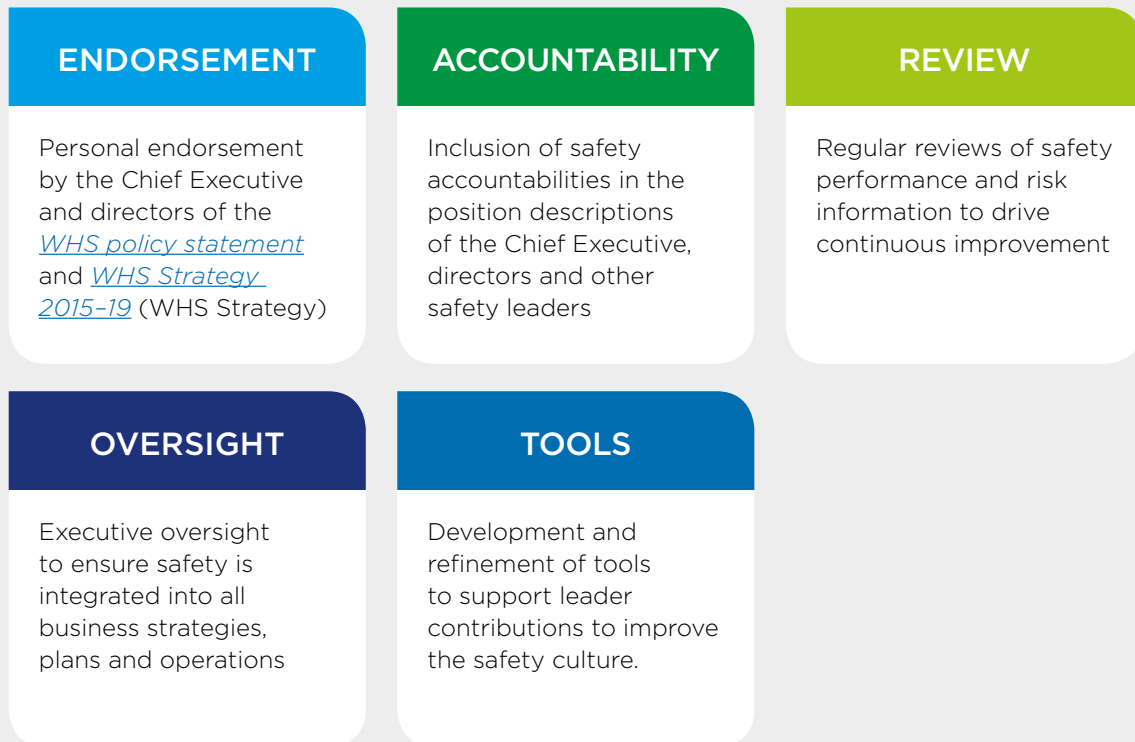 ENDORSEMENT
Personal endorsement
by the Chief Executive
and directors of the
WHS policy statement
and WHS Strategy
2015–19 (WHS Strategy)
ACCOUNTABILITY
Inclusion of safety
accountabilities in the
position descriptions
of the Chief Executive,
directors and other
safety leaders
REVIEW
Regular reviews of safety
performance and risk
information to drive
continuous improvement
OVERSIGHT
Executive oversight
to ensure safety is
integrated into all
business strategies,
plans and operations
TOOLS
Development and
refinement of tools
to support leader
contributions to improve
the safety culture.